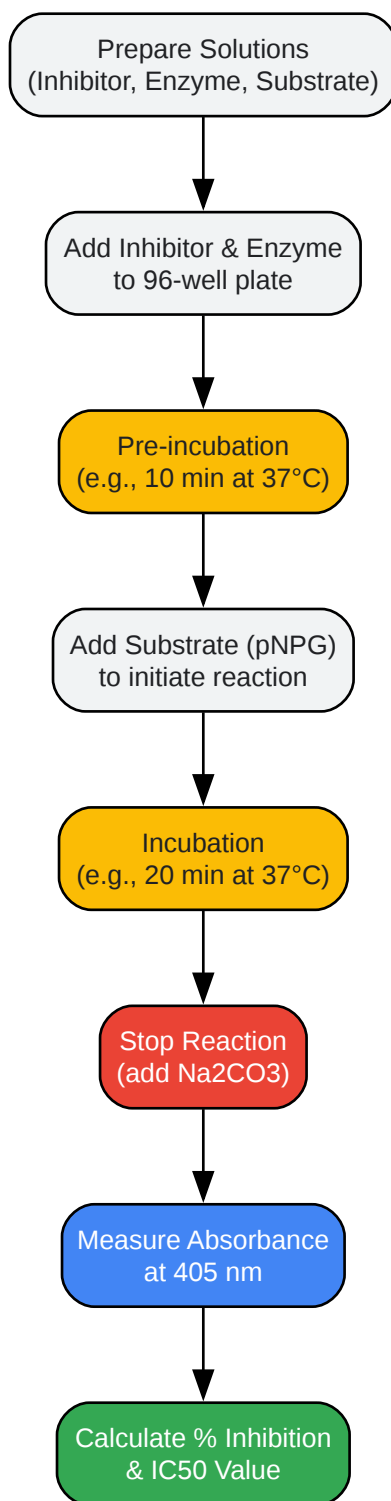 Prepare Solutions
(Inhibitor, Enzyme, Substrate)
Add Inhibitor & Enzyme
to 96-well plate
Pre-incubation
(e.g., 10 min at 37°C)
Add Substrate (pNPG)
to initiate reaction
Incubation
(e.g., 20 min at 37°C)
Stop Reaction
(add Na2CO3)
Measure Absorbance
at 405 nm
Calculate % Inhibition
& IC50 Value